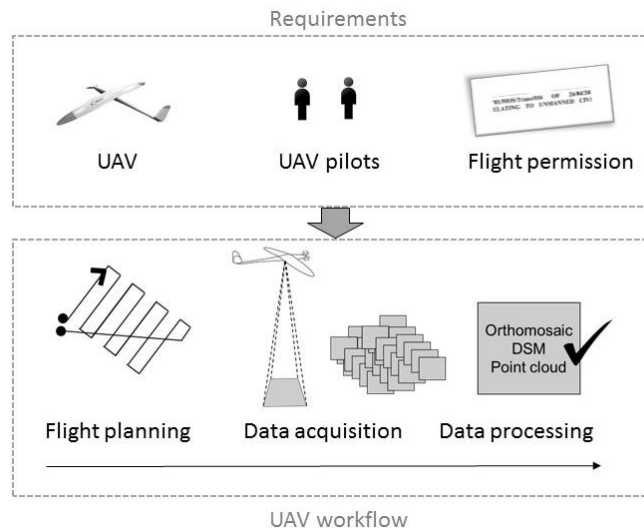 Requirements
UAV
UAV pilots
Flight permission
Orthomosaic
DSM
Point cloud
Flight planning
Data acquisition
Data processing
UAV workflow